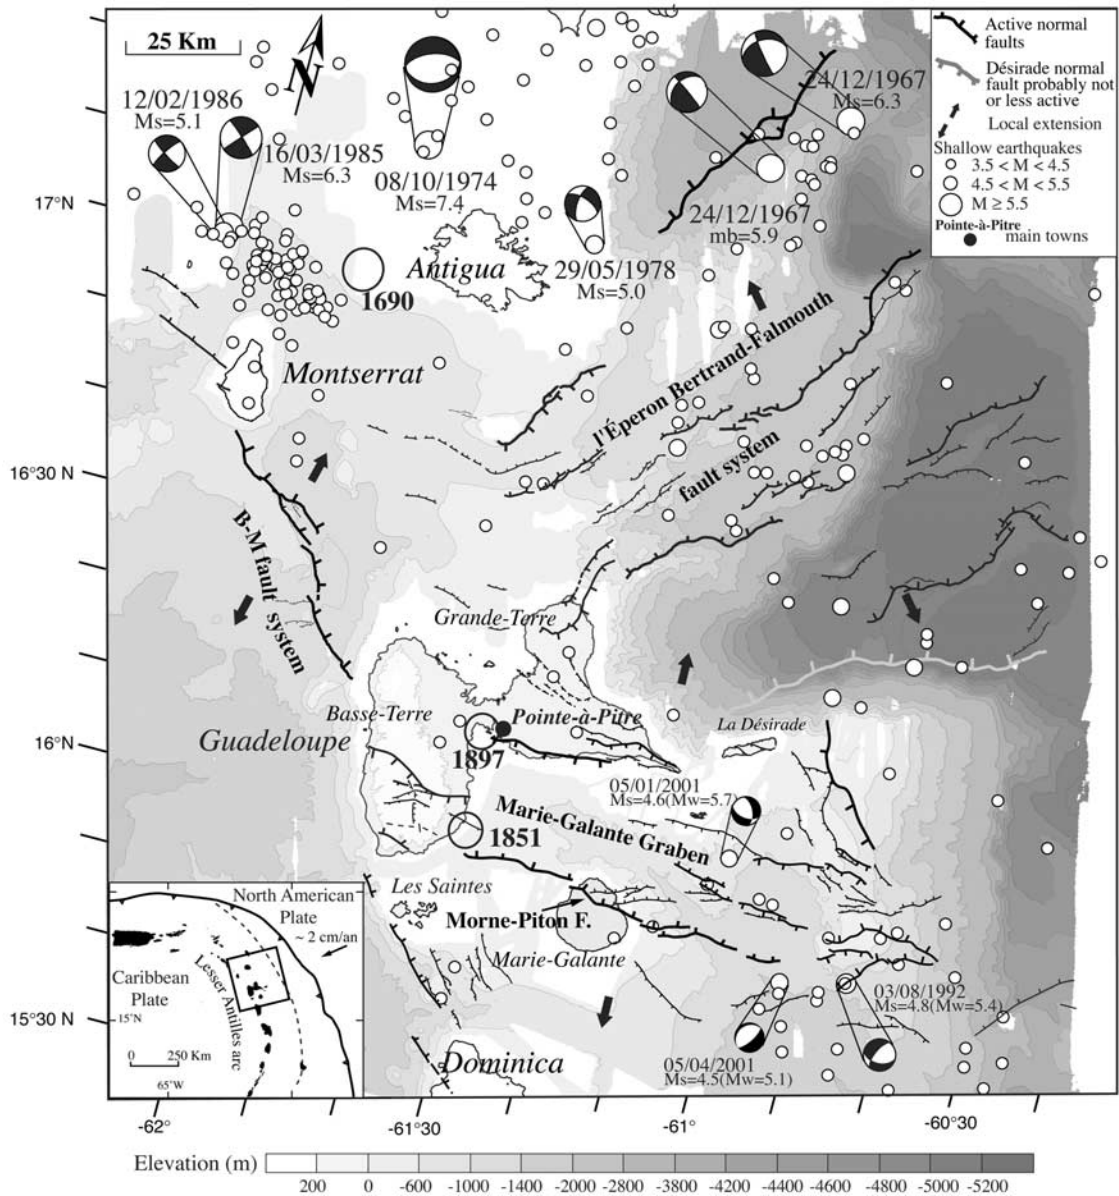 25 Km
N
12/02/1986
Ms=5.1
16/03/1985
Ms=6.3
08/10/1974
Ms=7.4
24/12/1967
Ms=6.3
24/12/1967
mb=5.9
29/05/1978
Ms=5.0
Active normal
faults
Désirade normal
fault probably not
or less active
Local extension
Shallow earthquakes
3.5 < M < 4.5
4.5 < M < 5.5
M ≥ 5.5
Pointe-à-Pitre
main towns
17°N
16°30 N
16°N
15°30 N
Antigua
1690
Montserrat
l'Éperon Bertrand-Falmouth
fault system
B-M fault system
Grande-Terre
Basse-Terre
Pointe-à-Pitre
La Désirade
Guadeloupe
1897
05/01/2001
Ms=4.6(Mw=5.7)
1851
Marie-Galante Graben
Les Saintes
Morne-Piton F.
Marie-Galante
03/08/1992
Ms=4.8(Mw=5.4)
05/04/2001
Ms=4.5(Mw=5.1)
Dominica
North American
Plate
~ 2 cm/an
Caribbean
Plate
Lesser Antilles arc
15°N
0 250 Km
65°W
-62° -61°30 -61° -60°30
Elevation (m)
200 0 -600 -1000 -1400 -2000 -2800 -3600 -4400 -4600 -4800 -5000 -5200